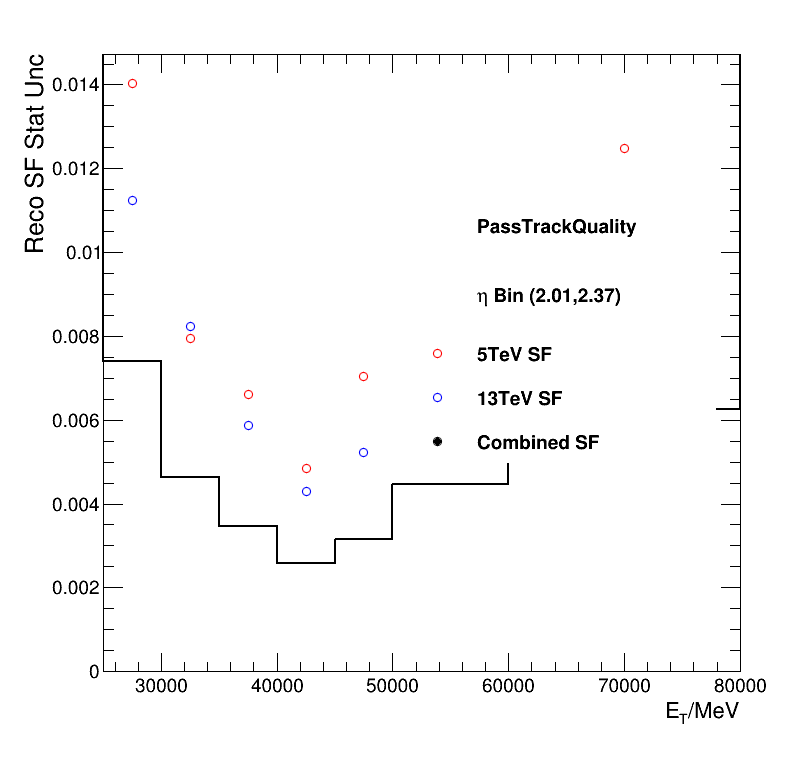 Reco SF Stat Unc
0.014
0.012
0.01
0.008
0.006
0.004
0.002
0
PassTrackQuality
η Bin (2.01,2.37)
5TeV SF
13TeV SF
Combined SF
30000 40000 50000 60000 70000 80000
E_T/MeV